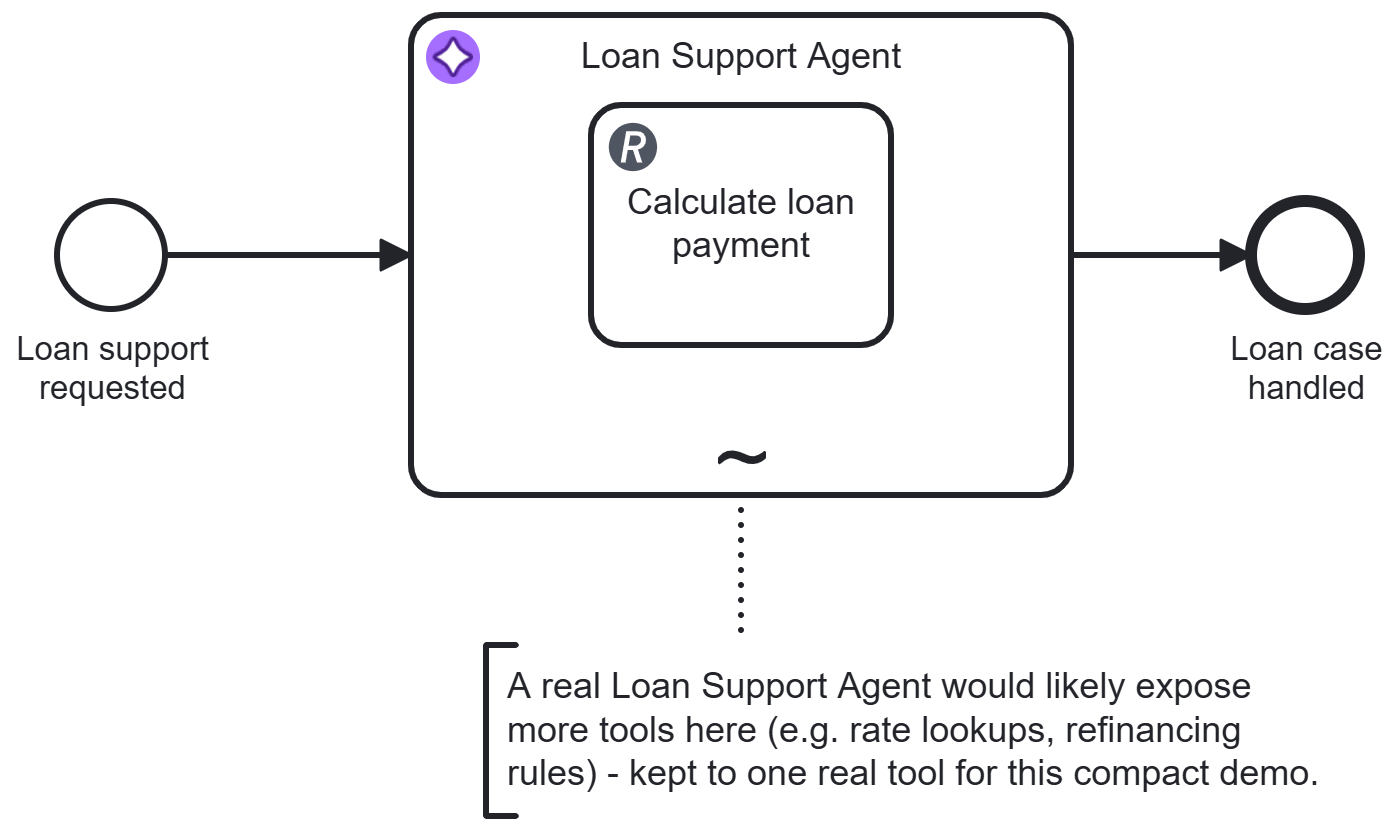 Loan Support Agent
R
Calculate loan
payment
Loan support
requested
Loan case
handled
A real Loan Support Agent would likely expose
more tools here (e.g. rate lookups, refinancing
rules) - kept to one real tool for this compact demo.